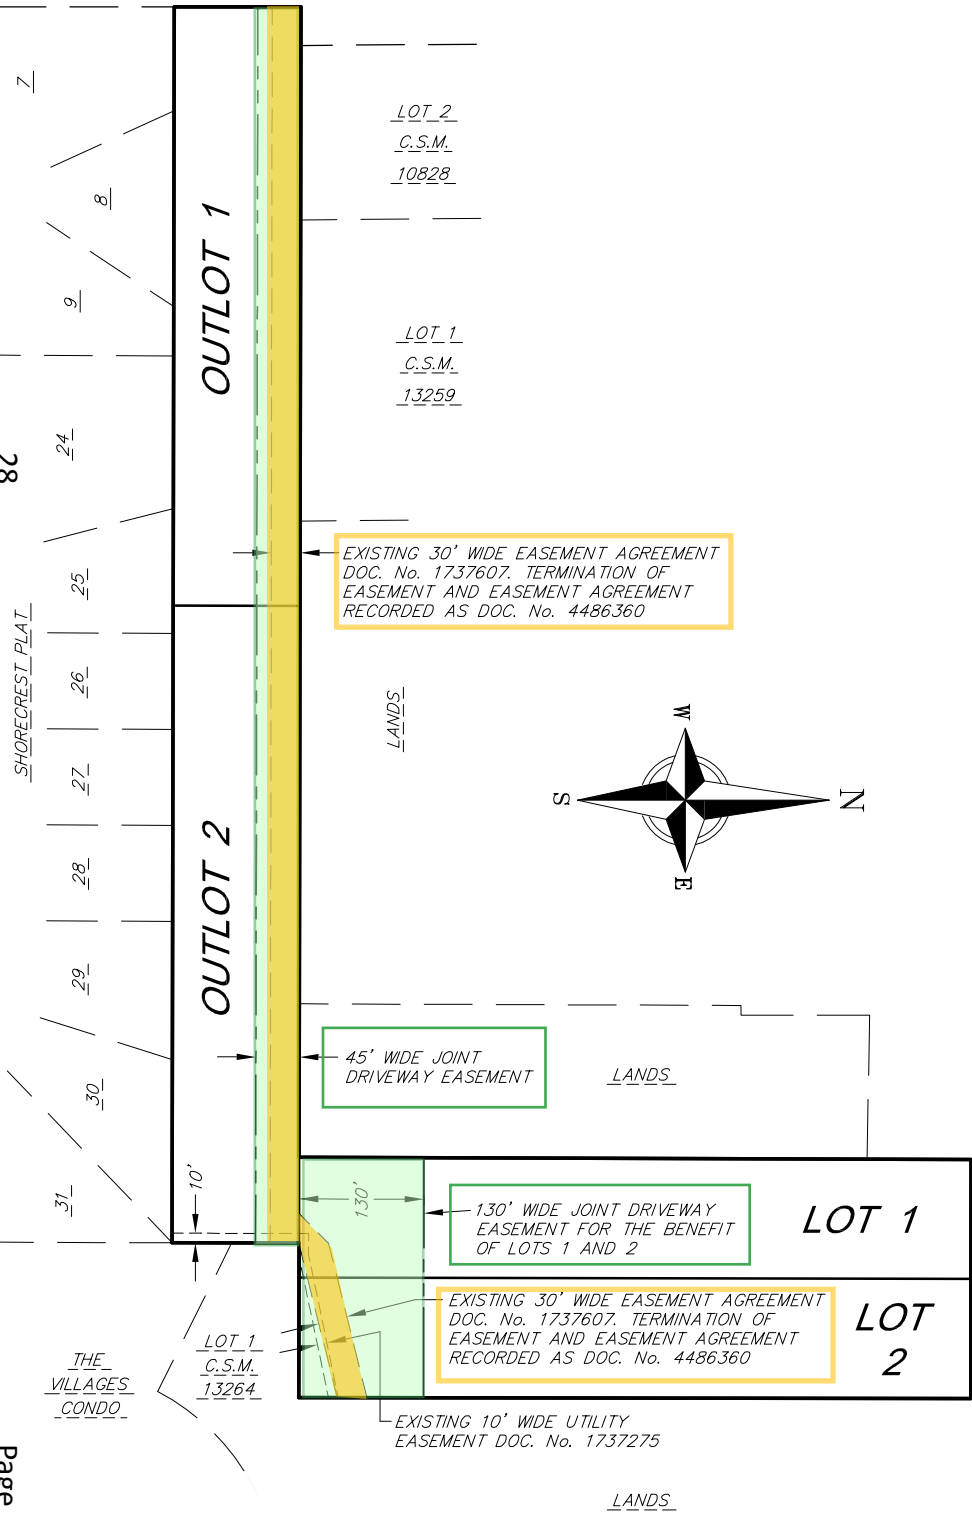 7
LOT 2
C.S.M.
10828
8
OUTLOT 1
9
LOT 1
C.S.M.
13259
24
28
EXISTING 30' WIDE EASEMENT AGREEMENT
DOC. No. 1737607. TERMINATION OF
EASEMENT AND EASEMENT AGREEMENT
RECORDED AS DOC. No. 4486360
25
SHORECREST PLAT
26
LANDS
W
N
S
E
27
28
OUTLOT 2
29
45' WIDE JOINT
DRIVEWAY EASEMENT
LANDS
30
31
10'
130'
130' WIDE JOINT DRIVEWAY
EASEMENT FOR THE BENEFIT
OF LOTS 1 AND 2
LOT 1
EXISTING 30' WIDE EASEMENT AGREEMENT
DOC. No. 1737607. TERMINATION OF
EASEMENT AND EASEMENT AGREEMENT
RECORDED AS DOC. No. 4486360
LOT
2
LOT 1
C.S.M.
13264
THE
VILLAGES
CONDO
EXISTING 10' WIDE UTILITY
EASEMENT DOC. No. 1737275
Page
LANDS